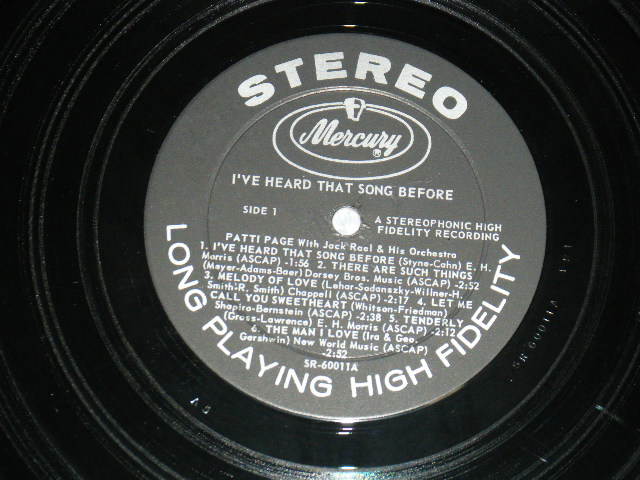 STEREO
Mercury
®
I'VE HEARD THAT SONG BEFORE
SIDE 1
A STEREOPHONIC HIGH
FIDELITY RECORDING
PATTI PAGE With Jack Rael & His Orchestra
1. I'VE HEARD THAT SONG BEFORE (Styne-Cahn) E. H.
Morris (ASCAP) -1:56 2. THERE ARE SUCH THINGS
(Meyer-Adams-Baer) Dorsey Bros. Music (ASCAP) -2:52
3. MELODY OF LOVE (Lehar-Sodanszky-Willner-H.
Smith-R. Smith) Chappell (ASCAP) -2:17 4. LET ME
CALL YOU SWEETHEART (Whitson-Friedman)
Shapiro-Bernstein (ASCAP) -2:38 5. TENDERLY
(Gross-Lawrence) E. H. Morris (ASCAP) -2:12
6. THE MAN I LOVE (Ira & Geo.
Gershwin) New World Music (ASCAP)
-2:52
SR-60011A
LONG PLAYING HIGH FIDELITY
SR-60011A